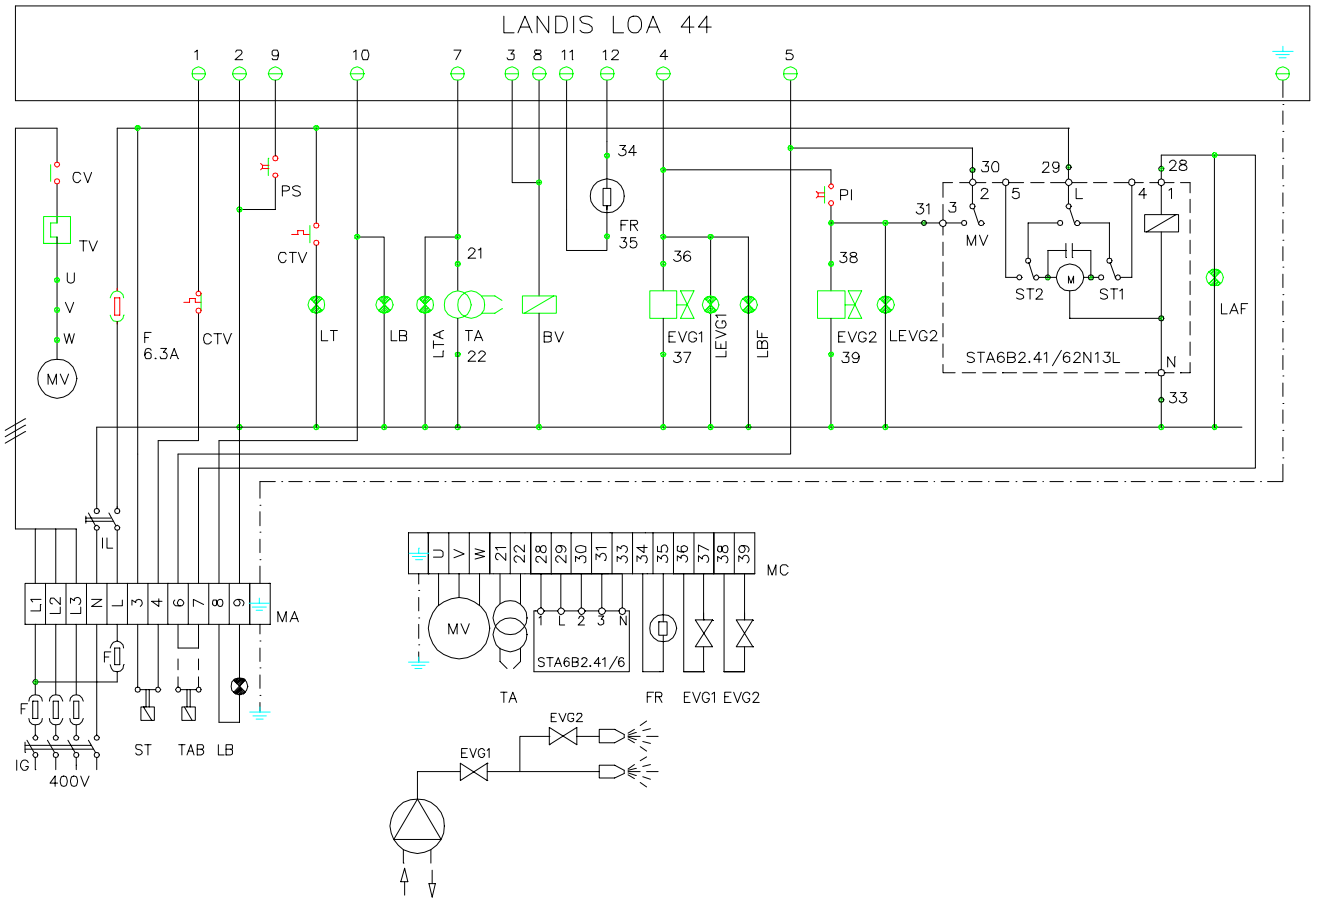 LANDIS LOA 44
1 2 9 10 7 3 8 11 12 4 5
34
30 29 28
CV
PS
2 5 L 4 1
PI
31 3
FR
35
MV
TV
CTV
21
36
38
U
V
W
ST2 M ST1
F
6.3A
CTV
LT
LB
LTA
TA
BV
EVG1
LEVG1
LBF
EVG2
LEVG2
LAF
22
37
39
STA6B2.41/62N13L
N
MV
33
IL
L1 L2 L3 N L 3 4 6 7 8 9
MA
U V W 21 22 28 29 30 31 33 34 35 36 37 38 39
MC
1 L 2 3 N
MV
F
STA6B2.41/6
TA
FR
EVG1
EVG2
F
ST
TAB
LB
IG
400V
EVG2
EVG1